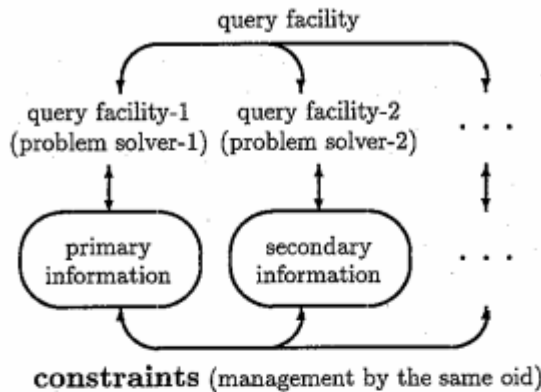 query facility
query facility-1
(problem solver-1)
query facility-2
(problem solver-2)
. . .
primary
information
secondary
information
. . .
constraints (management by the same oid)